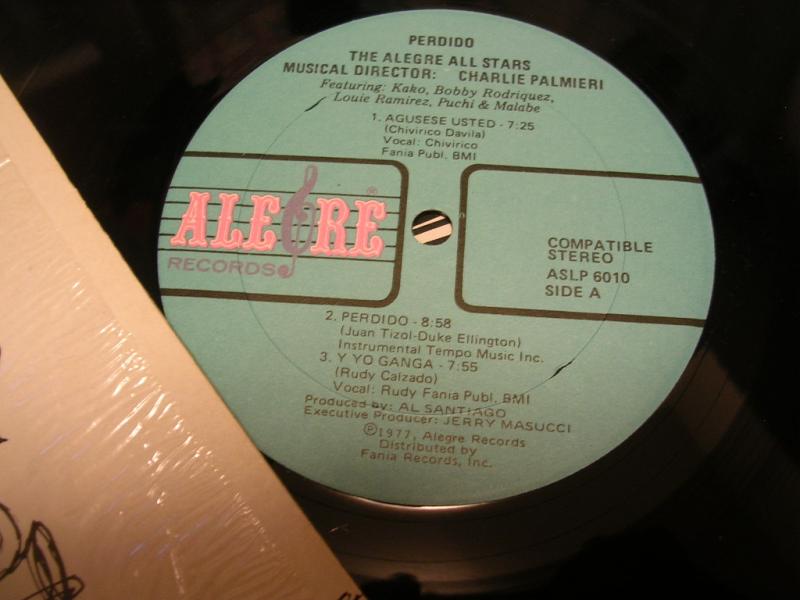 PERDIDO
THE ALEGRE ALL STARS
MUSICAL DIRECTOR: CHARLIE PALMIERI
Featuring: Kako, Bobby Rodriquez,
Louie Ramirez, Puchi & Malabe
1. AGUSESE USTED - 7:25
(Chivirico Davila)
Vocal: Chivirico
Fania Publ. BMI
ALEGRE ®
RECORDS
COMPATIBLE
STEREO
ASLP 6010
SIDE A
2. PERDIDO - 8:58
(Juan Tizol-Duke Ellington)
Instrumental Tempo Music Inc.
3. Y YO GANGA - 7:55
(Rudy Calzado)
Vocal: Rudy Fania Publ. BMI
Produced by: AL SANTIAGO
Executive Producer: JERRY MASUCCI
℗1977, Alegre Records
Distributed by
Fania Records, Inc.